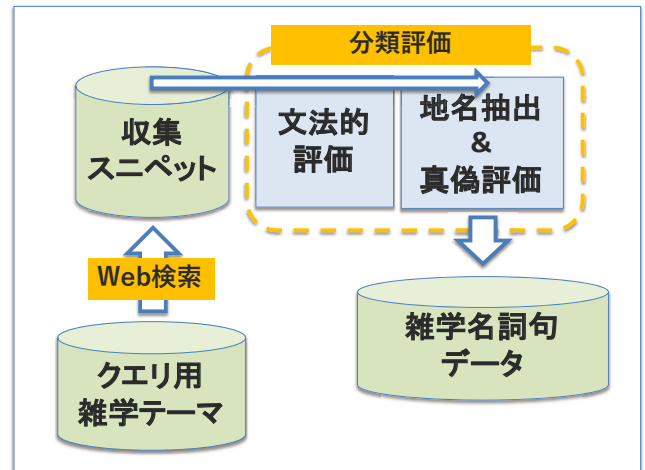 分類評価
収集
スニペット
文法的
評価
地名抽出
&
真偽評価
Web検索
クエリ用
雑学テーマ
雑学名詞句
データ